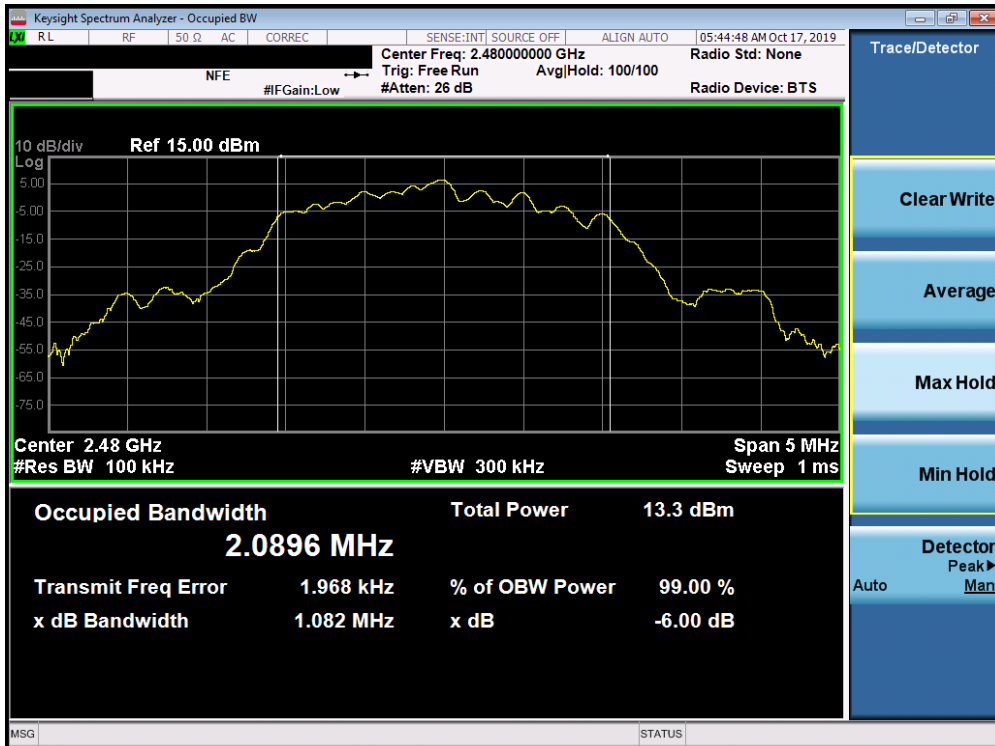 Keysight Spectrum Analyzer - Occupied BW
LXI RL RF 50 Ω AC CORREC SENSE:INT SOURCE OFF ALIGN AUTO 05:44:48 AM Oct 17, 2019
Center Freq: 2.480000000 GHz Radio Std: None
NFE Trig: Free Run Avg|Hold: 100/100
#IFGain:Low #Atten: 26 dB Radio Device: BTS
10 dB/div Ref 15.00 dBm
Log
5.00
-5.00
-15.0
-25.0
-35.0
-45.0
-55.0
-65.0
-75.0
Center 2.48 GHz Span 5 MHz
#Res BW 100 kHz #VBW 300 kHz Sweep 1 ms
Occupied Bandwidth Total Power 13.3 dBm
2.0896 MHz
Transmit Freq Error 1.968 kHz % of OBW Power 99.00 %
x dB Bandwidth 1.082 MHz x dB -6.00 dB
Trace/Detector
Clear Write
Average
Max Hold
Min Hold
Detector
Peak▶
Auto Man
MSG STATUS